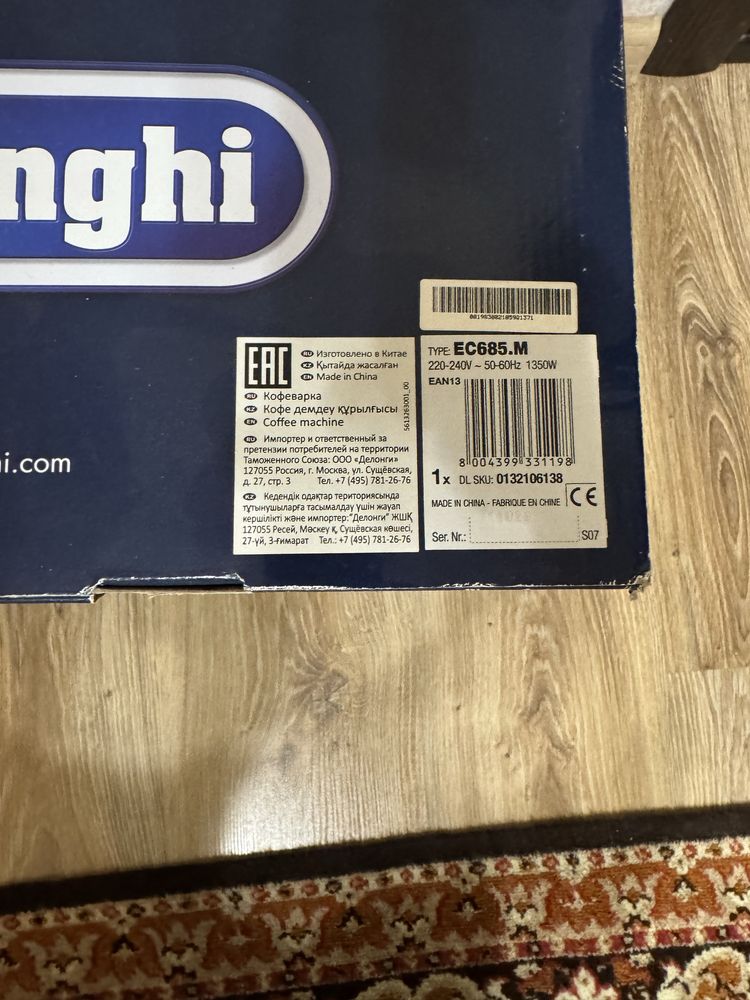 nghi
i.com
0819838021859Q1371
EAC
RU Изготовлено в Китае
KZ Қытайда жасалған
EN Made in China
RU Кофеварка
KZ Кофе демдеу құрылғысы
EN Coffee machine
RU Импортер и ответственный за
претензии потребителей на территории
Таможенного Союза: ООО «Делонги»
127055 Россия, г. Москва, ул. Сущёвская,
д. 27, стр. 3 Тел. +7 (495) 781-26-76
KZ Кедендік одақтар территориясында
тұтынушыларға тасымалдау үшін жауап
кершілікті және импортер:"Делонги" ЖШҚ
127055 Ресей, Мәскеу қ, Сущёвская көшесі,
27-үй, 3-ғимарат Тел.: +7 (495) 781-26-76
5613263001_00
TYPE: EC685.M
220-240V ~ 50-60Hz 1350W
EAN13
8 004399 331198
1x DL SKU: 0132106138
MADE IN CHINA - FABRIQUE EN CHINE CE
Ser. Nr.: S07